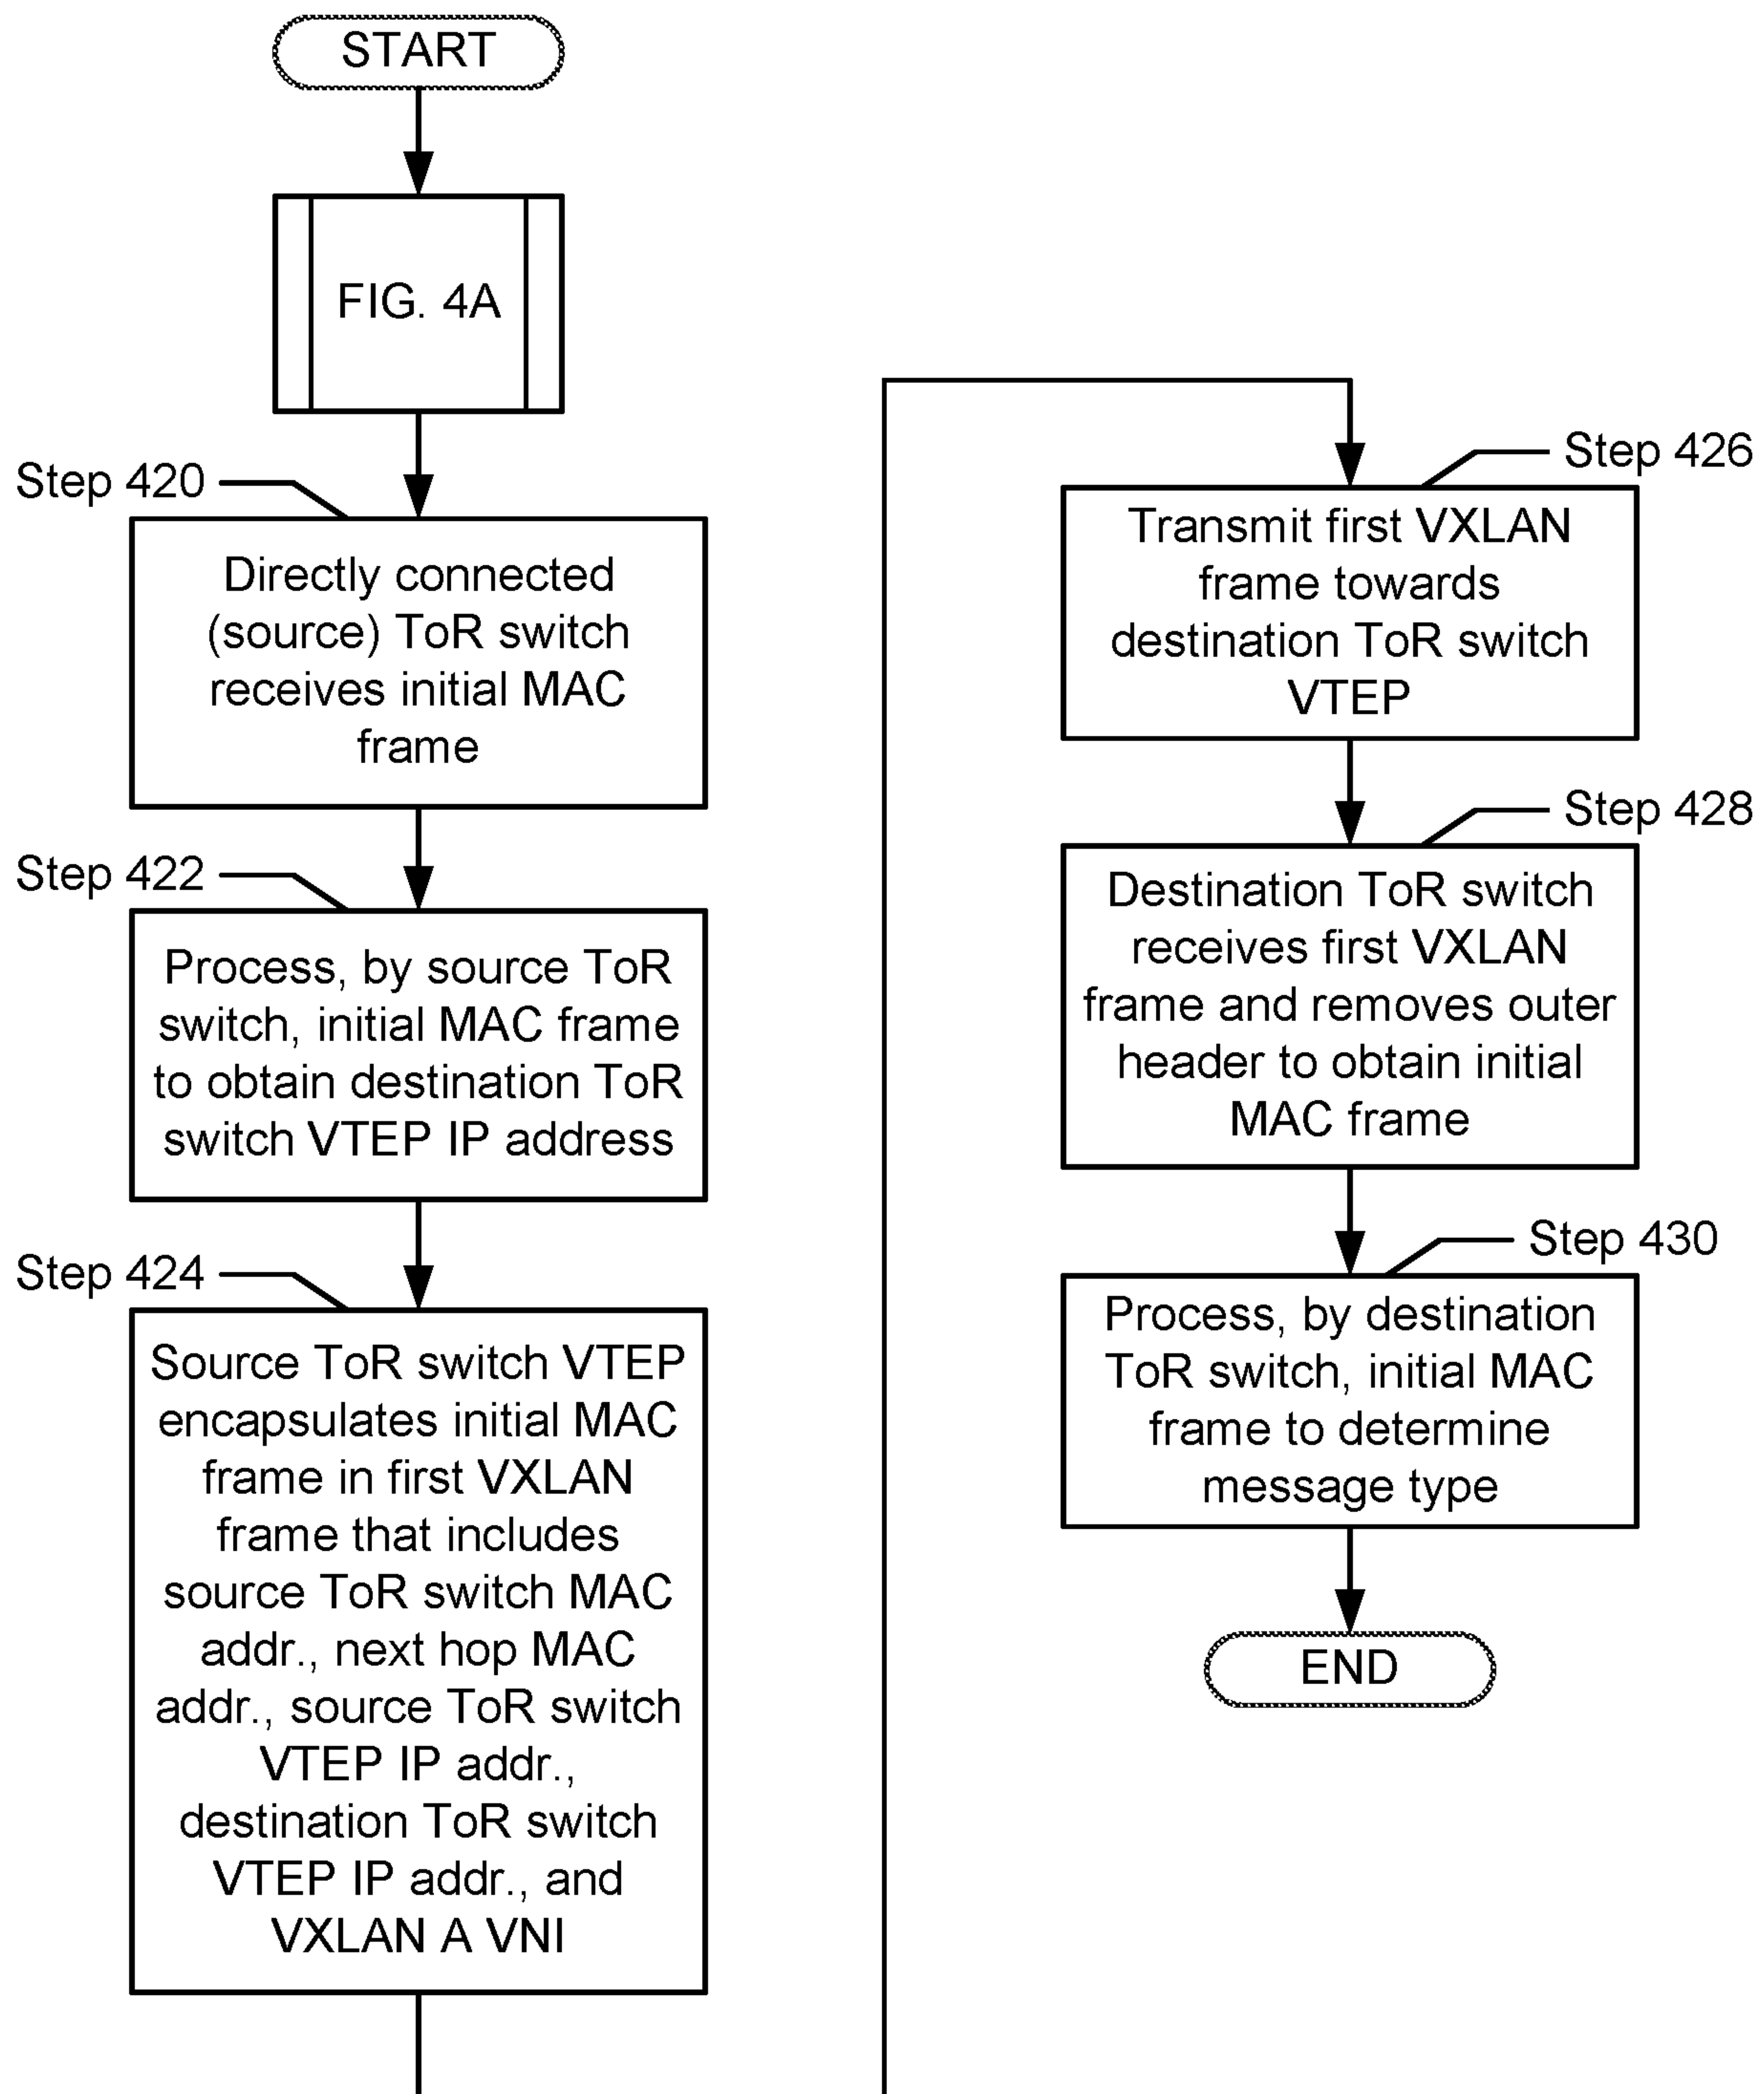 START
FIG. 4A
Step 420
Directly connected
(source) ToR switch
receives initial MAC
frame
Step 422
Process, by source ToR
switch, initial MAC frame
to obtain destination ToR
switch VTEP IP address
Step 424
Source ToR switch VTEP
encapsulates initial MAC
frame in first VXLAN
frame that includes
source ToR switch MAC
addr., next hop MAC
addr., source ToR switch
VTEP IP addr.,
destination ToR switch
VTEP IP addr., and
VXLAN A VNI
Step 426
Transmit first VXLAN
frame towards
destination ToR switch
VTEP
Step 428
Destination ToR switch
receives first VXLAN
frame and removes outer
header to obtain initial
MAC frame
Step 430
Process, by destination
ToR switch, initial MAC
frame to determine
message type
END